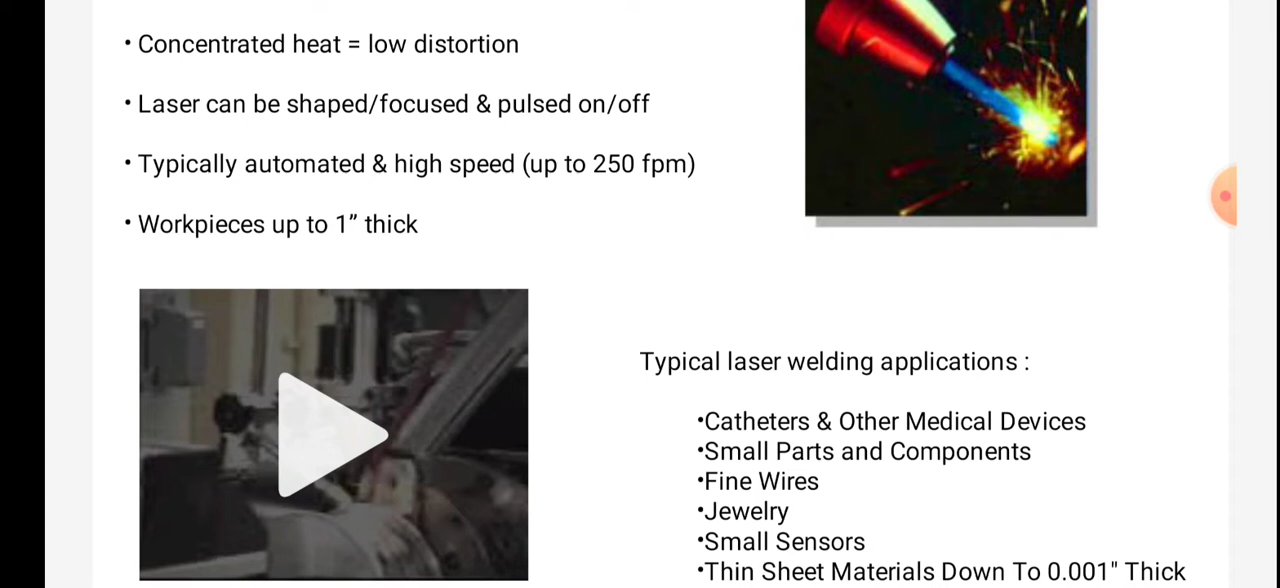 • Concentrated heat = low distortion
• Laser can be shaped/focused & pulsed on/off
• Typically automated & high speed (up to 250 fpm)
• Workpieces up to 1” thick
Typical laser welding applications :
•Catheters & Other Medical Devices
•Small Parts and Components
•Fine Wires
•Jewelry
•Small Sensors
•Thin Sheet Materials Down To 0.001" Thick